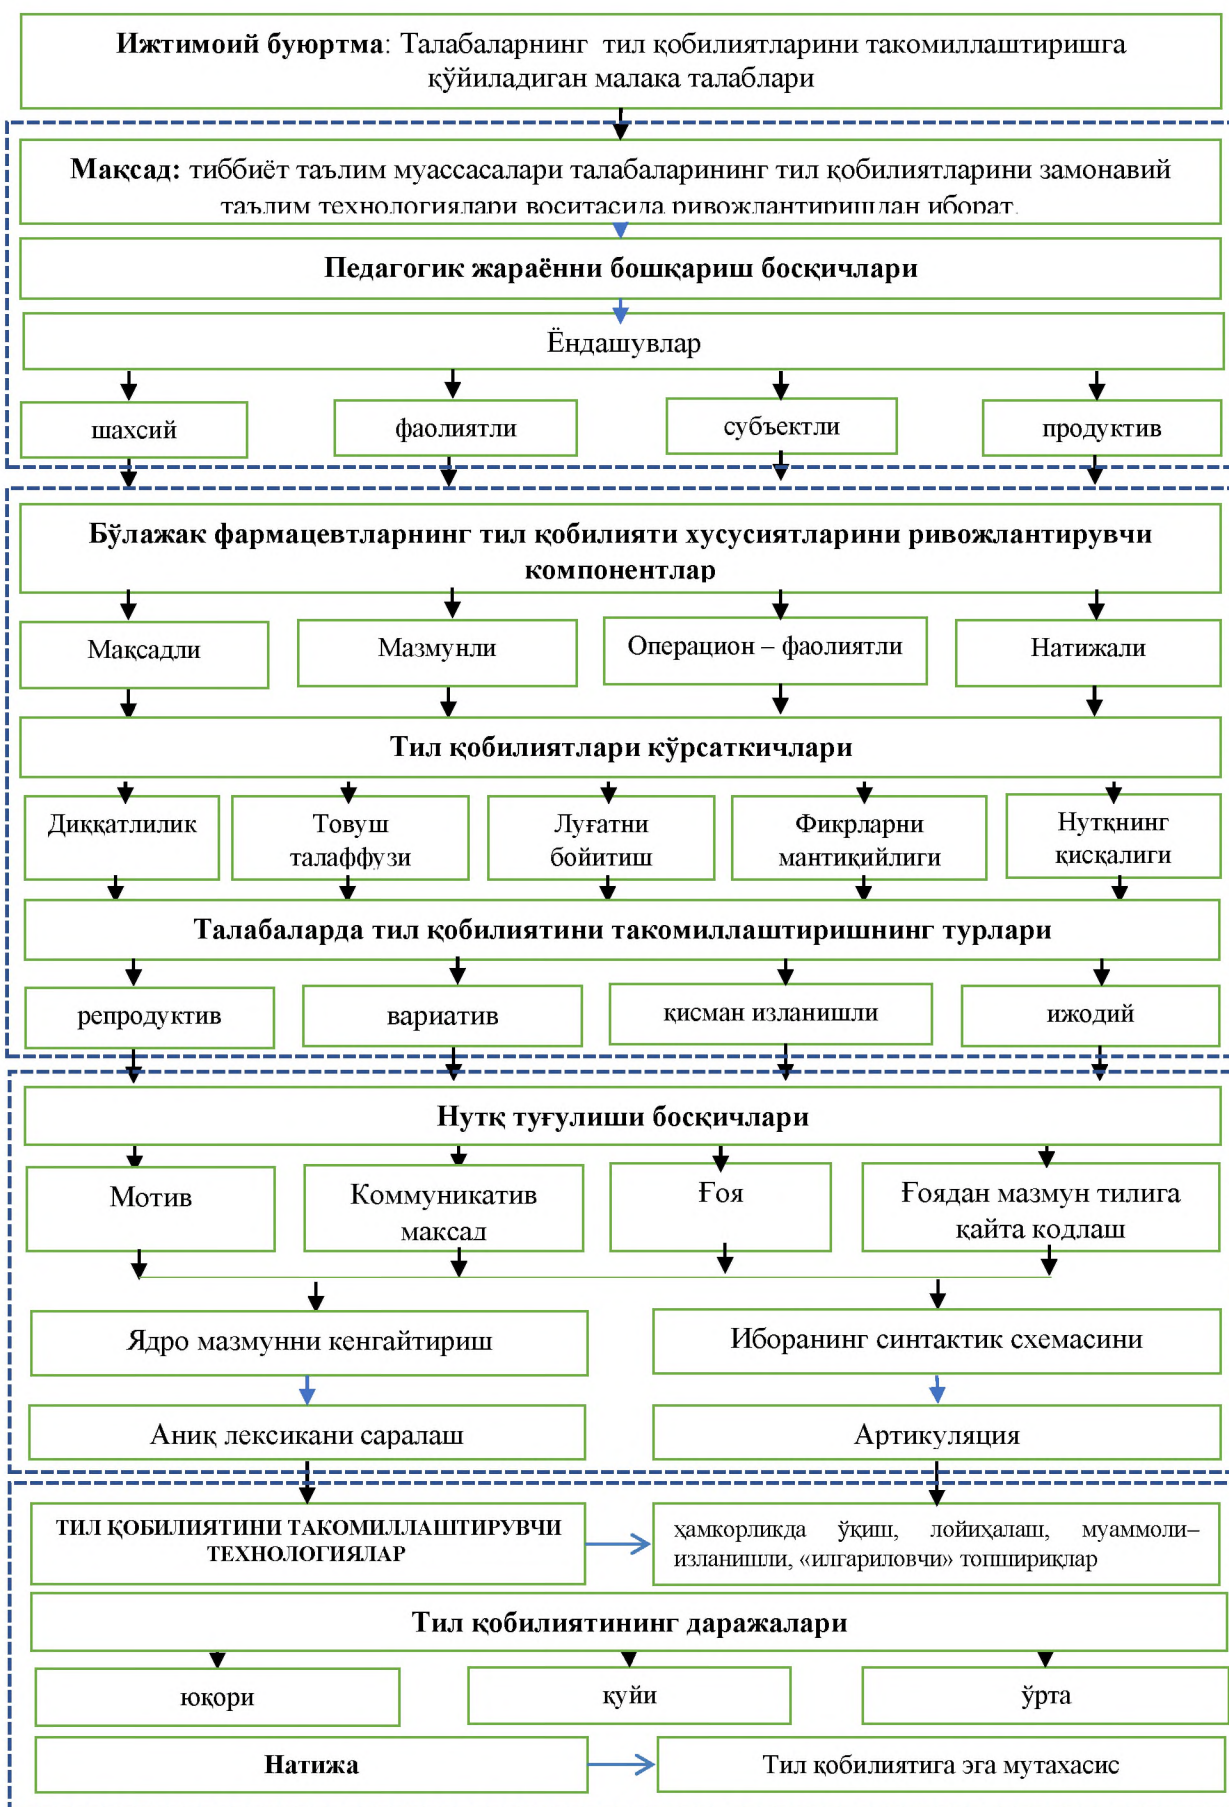 Ижтимоий буюртма: Талабаларнинг тил қобилиятларини такомиллаштиришга
қўйиладиган малака талаблари
Мақсад: тиббиёт таълим муассасалари талабаларининг тил қобилиятларини замонавий
таълим технологиялари воситасида ривожлантиришдан иборат.
Педагогик жараённи бошқариш босқичлари
Ёндашувлар
шахсий
фаолиятли
субъектли
продуктив
Бўлажак фармацевтларнинг тил қобилияти хусусиятларини ривожлантирувчи
компонентлар
Мақсадли
Мазмунли
Операцион – фаолиятли
Натижали
Тил қобилиятлари кўрсаткичлари
Диққатлилик
Товуш
талаффузи
Луғатни
бойитиш
Фикрларни
мантиқийлиги
Нутқнинг
қисқалиги
Талабаларда тил қобилиятини такомиллаштиришнинг турлари
репродуктив
вариатив
қисман изланишли
ижодий
Нутқ туғулиши босқичлари
Мотив
Коммуникатив
мақсад
Ғоя
Ғоядан мазмун тилига
қайта кодлаш
Ядро мазмунни кенгайтириш
Иборанинг синтактик схемасини
Аниқ лексикани саралаш
Артикуляция
ТИЛ ҚОБИЛИЯТИНИ ТАКОМИЛЛАШТИРУВЧИ
ТЕХНОЛОГИЯЛАР
ҳамкорликда ўқиш, лойиҳалаш, муаммоли–
изланишли, «илгариловчи» топшириқлар
Тил қобилиятининг даражалари
юқори
қуйи
ўрта
Натижа
Тил қобилиятига эга мутахасис